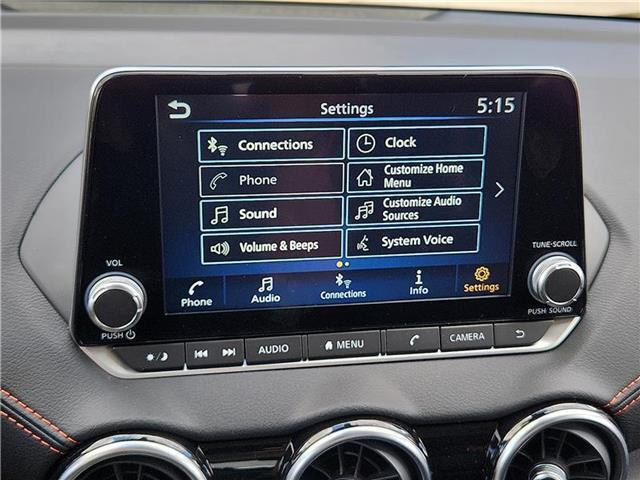 Settings
5:15
Connections
Clock
Phone
Customize Home
Menu
Sound
Customize Audio
Sources
Volume & Beeps
System Voice
Phone
Audio
Connections
Info
Settings
VOL
PUSH
TUNE·SCROLL
PUSH SOUND
AUDIO
MENU
CAMERA